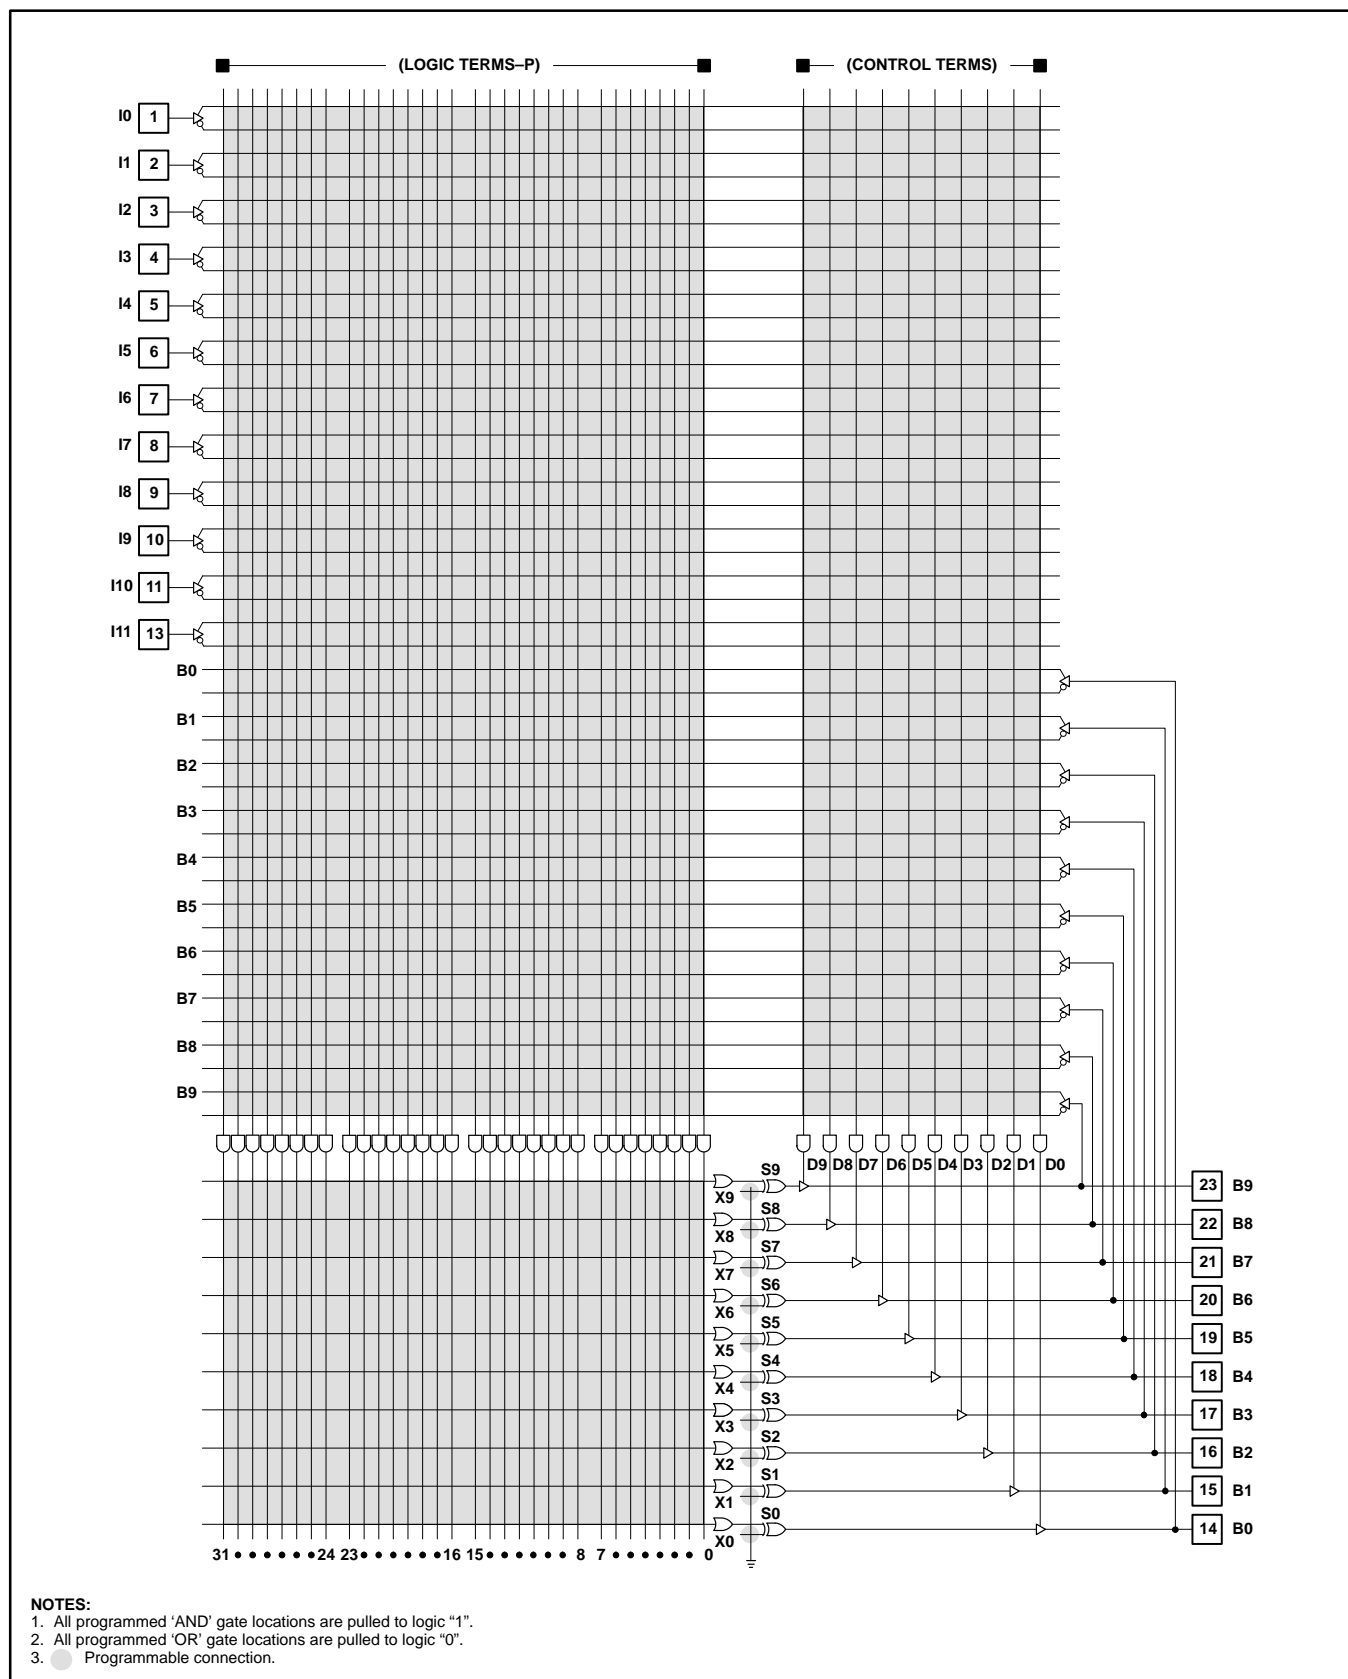 (LOGIC TERMS–P) (CONTROL TERMS)
I0 1
I1 2
I2 3
I3 4
I4 5
I5 6
I6 7
I7 8
I8 9
I9 10
I10 11
I11 13
B0
B1
B2
B3
B4
B5
B6
B7
B8
B9
D9 D8 D7 D6 D5 D4 D3 D2 D1 D0
S9 23 B9
X9
S8 22 B8
X8
S7 21 B7
X7
S6 20 B6
X6
S5 19 B5
X5
S4 18 B4
X4
S3 17 B3
X3
S2 16 B2
X2
S1 15 B1
X1
S0 14 B0
X0
31 24 23 16 15 8 7 0
NOTES:
1. All programmed ‘AND’ gate locations are pulled to logic “1”.
2. All programmed ‘OR’ gate locations are pulled to logic “0”.
3. Programmable connection.